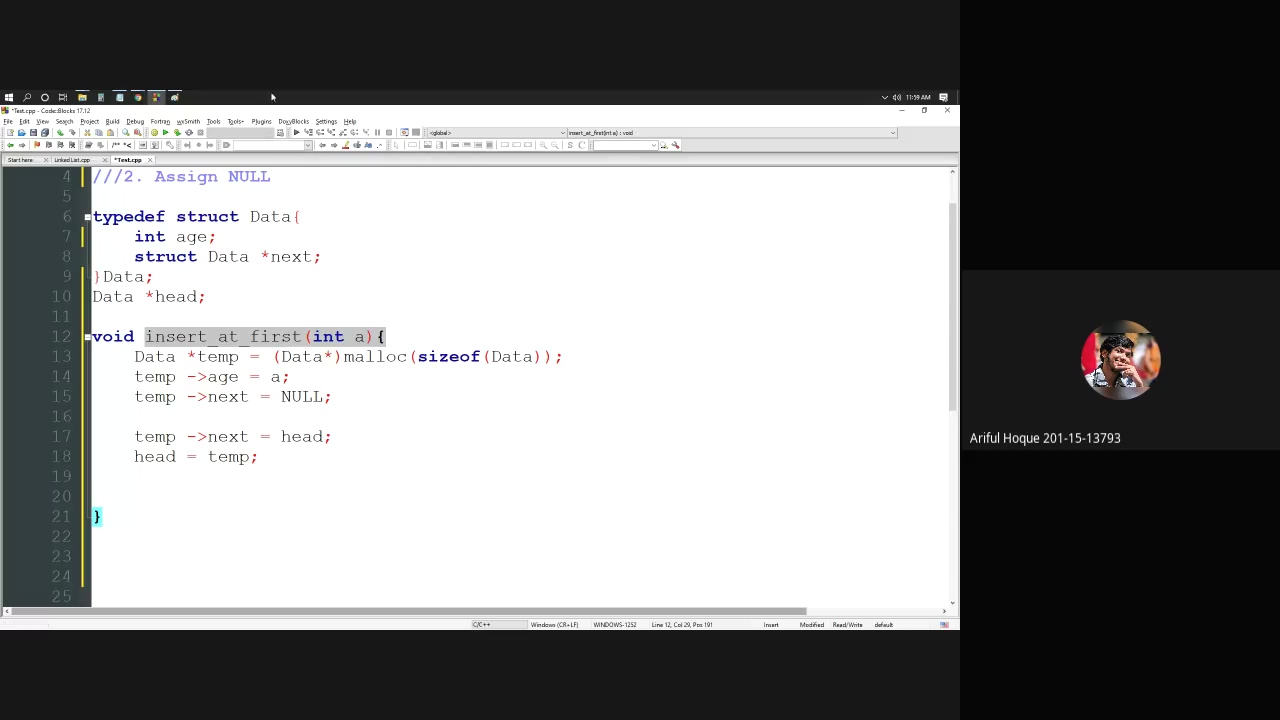 11:59 AM
*Test.cpp - Code::Blocks 17.12
File Edit View Search Project Build Debug Fortran wxSmith Tools Tools+ Plugins DoxyBlocks Settings Help
<global> insert_at_first(int a) : void
Start here Linked List.cpp *Test.cpp
4 ///2. Assign NULL
5
6 typedef struct Data{
7 int age;
8 struct Data *next;
9 }Data;
10 Data *head;
11
12 void insert_at_first(int a){
13 Data *temp = (Data*)malloc(sizeof(Data));
14 temp ->age = a;
15 temp ->next = NULL;
16
17 temp ->next = head;
18 head = temp;
19
20
21 }
22
23
24
25
C/C++ Windows (CR+LF) WINDOWS-1252 Line 12, Col 29, Pos 191 Insert Modified Read/Write default
Ariful Hoque 201-15-13793